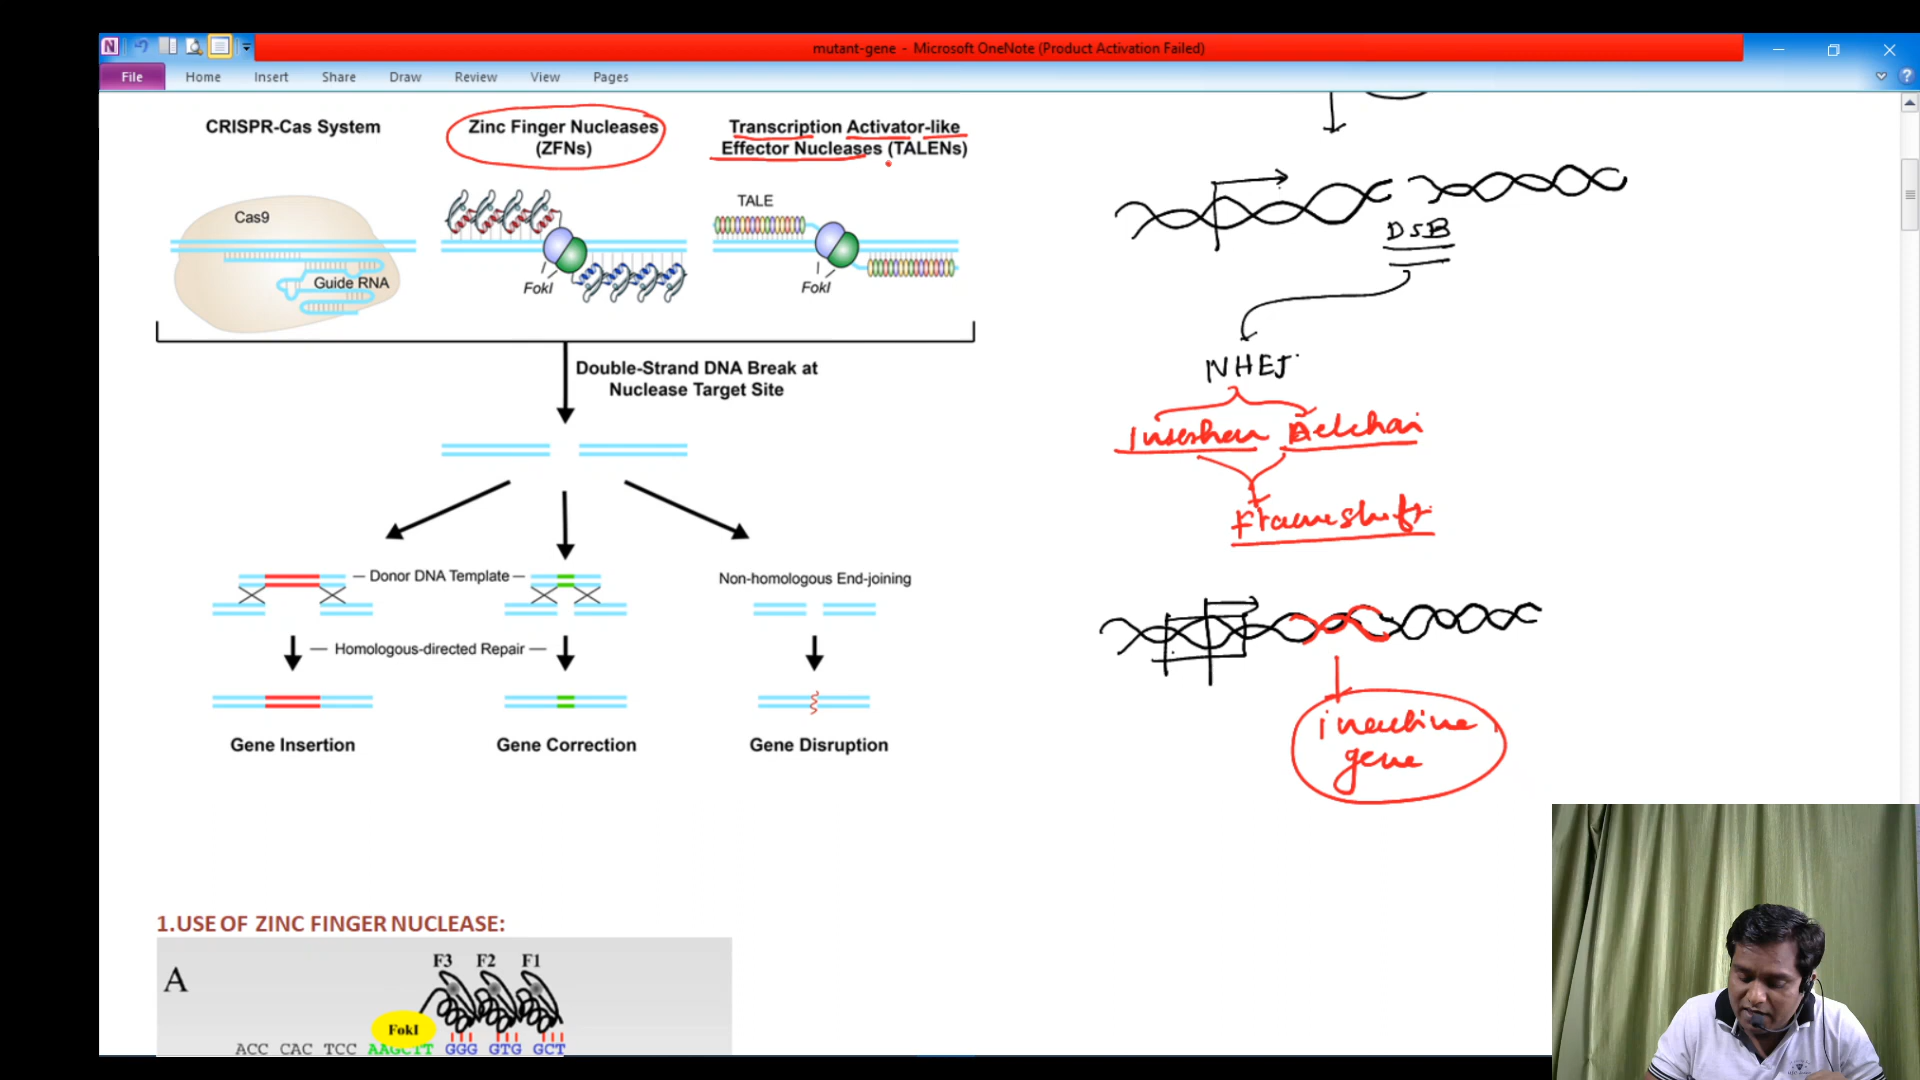 mutant-gene - Microsoft OneNote (Product Activation Failed)
File Home Insert Share Draw Review View Pages
CRISPR-Cas System
Zinc Finger Nucleases
(ZFNs)
Transcription Activator-like
Effector Nucleases (TALENs)
Cas9
Guide RNA
FokI
TALE
FokI
Double-Strand DNA Break at
Nuclease Target Site
Donor DNA Template
Non-homologous End-joining
Homologous-directed Repair
Gene Insertion
Gene Correction
Gene Disruption
DSB
NHEJ
Frameshift
gene
1.USE OF ZINC FINGER NUCLEASE:
A
F3 F2 F1
FokI
ACC CAC TCC AAGCTT GGG GTG GCT